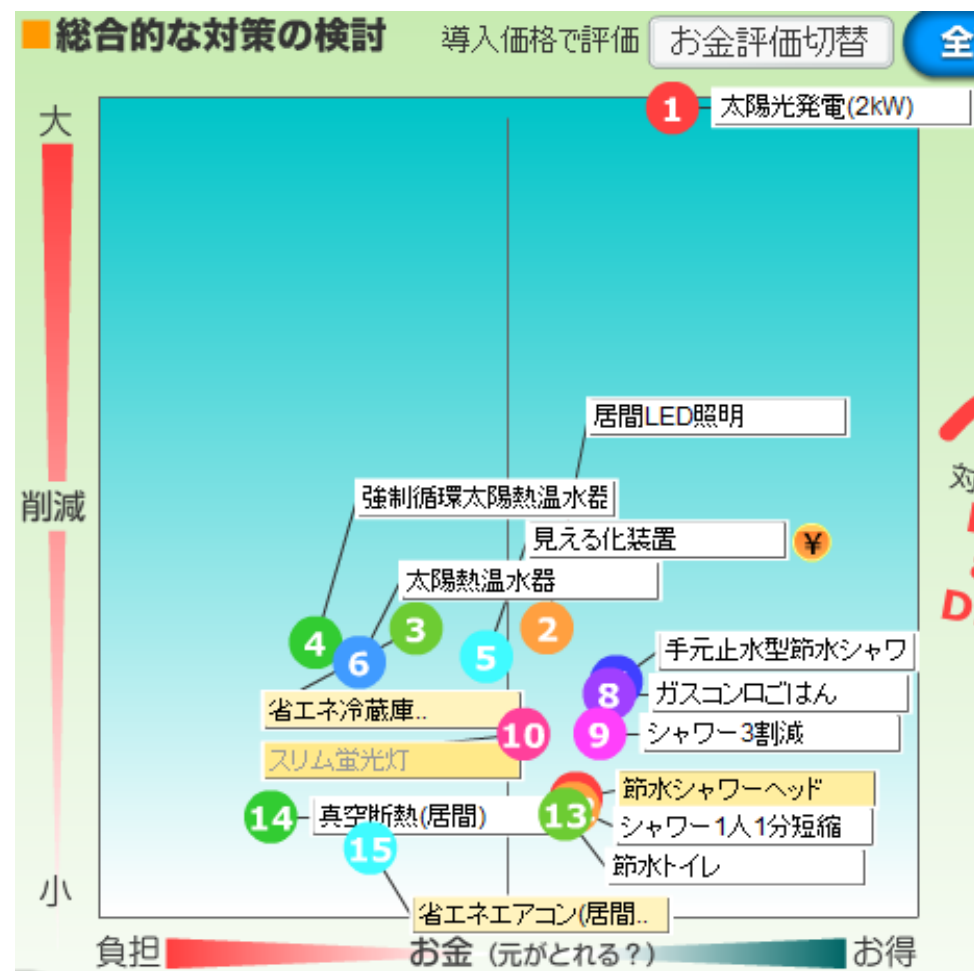 ■総合的な対策の検討 導入価格で評価 お金評価切替 全
大
1 太陽光発電(2kW)
居間LED照明
対
削減
強制循環太陽熱温水器
見える化装置 ¥
太陽熱温水器
D
4 6 3 5 2
手元止水型節水シャワ
8 ガスコンロごはん
省エネ冷蔵庫..
10 9 シャワー3割減
スリム蛍光灯
節水シャワーヘッド
14 真空断熱(居間) 13 シャワー1人1分短縮
15 節水トイレ
小
省エネエアコン(居間..
負担 お金 (元がとれる?) お得